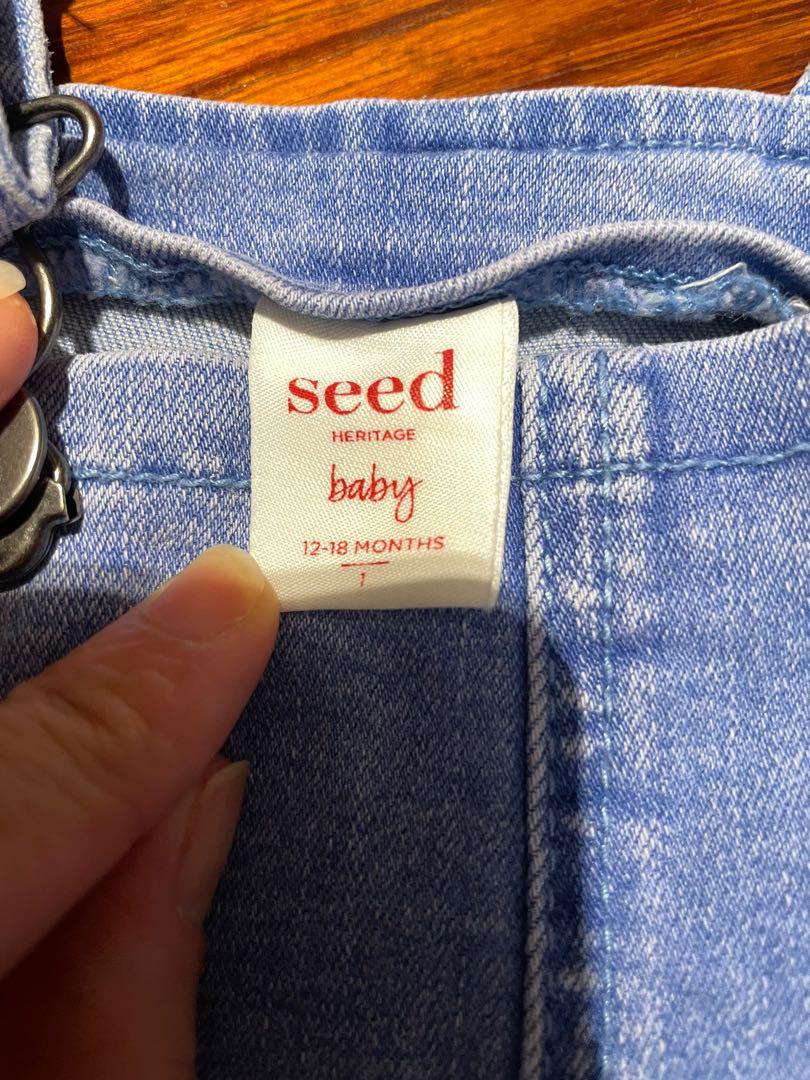 seed
HERITAGE
baby
12-18 MONTHS
1